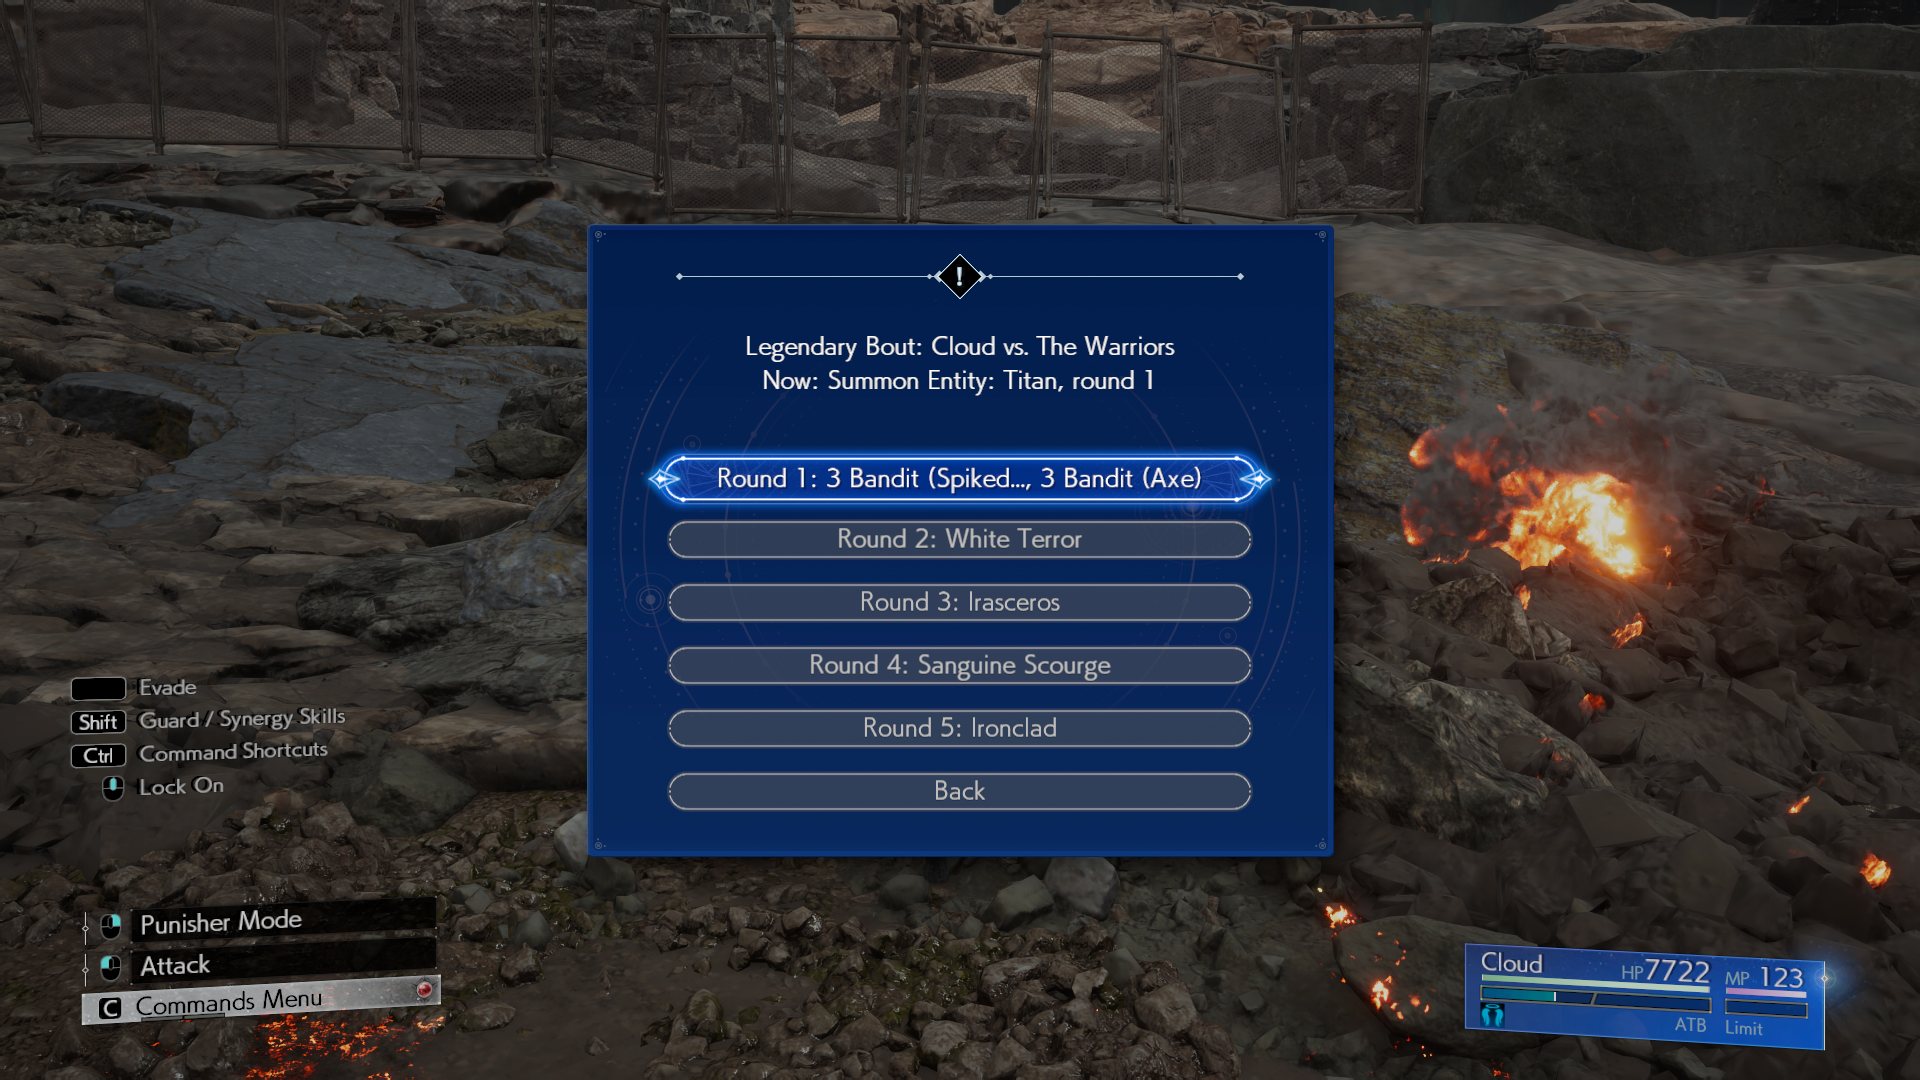 !
Legendary Bout: Cloud vs. The Warriors
Now: Summon Entity: Titan, round 1
Round 1: 3 Bandit (Spiked..., 3 Bandit (Axe)
Round 2: White Terror
Round 3: Irasceros
Round 4: Sanguine Scourge
Round 5: Ironclad
Back
Evade
Shift Guard / Synergy Skills
Ctrl Command Shortcuts
Lock On
Punisher Mode
Attack
C Commands Menu
Cloud HP 7722 MP 123
ATB Limit